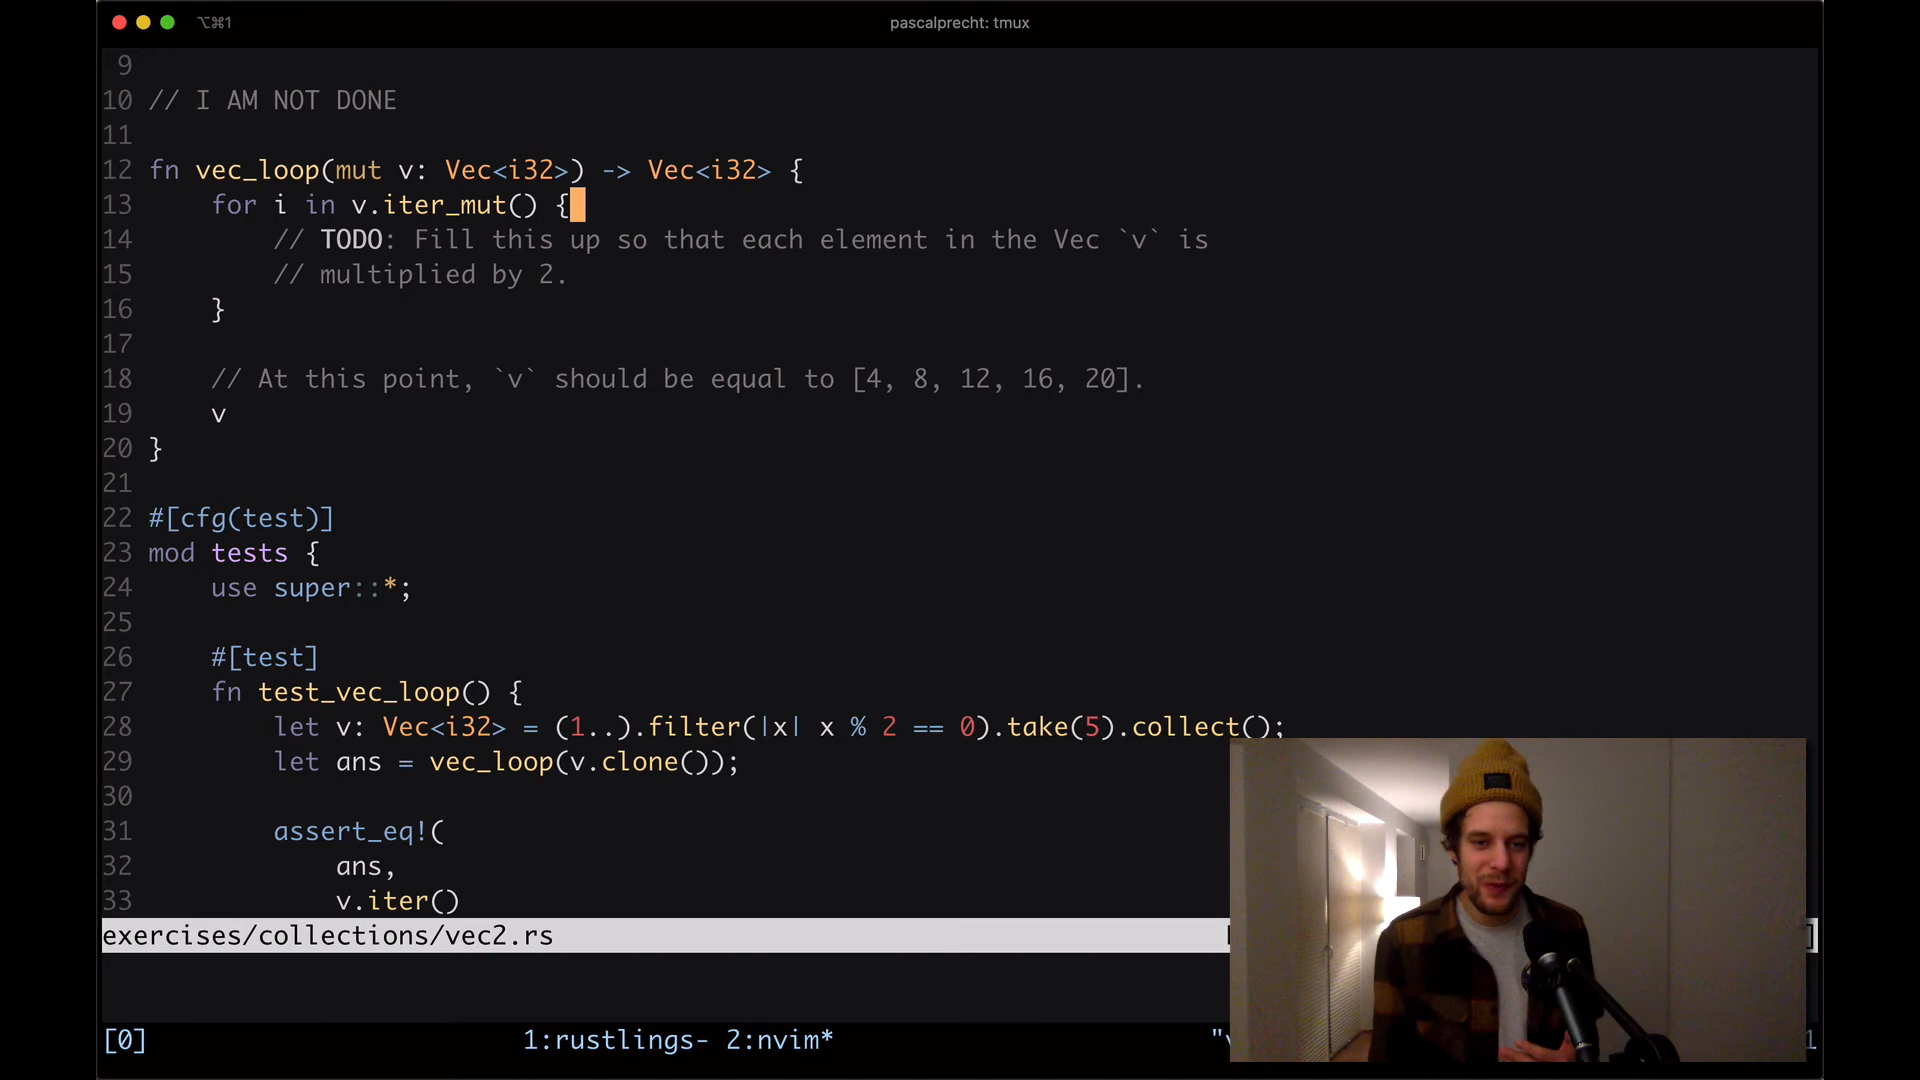 ⌥⌘1
pascalprecht: tmux
9
10 // I AM NOT DONE
11
12 fn vec_loop(mut v: Vec<i32>) -> Vec<i32> {
13     for i in v.iter_mut() {
14         // TODO: Fill this up so that each element in the Vec `v` is
15         // multiplied by 2.
16     }
17
18     // At this point, `v` should be equal to [4, 8, 12, 16, 20].
19     v
20 }
21
22 #[cfg(test)]
23 mod tests {
24     use super::*;
25
26     #[test]
27     fn test_vec_loop() {
28         let v: Vec<i32> = (1..).filter(|x| x % 2 == 0).take(5).collect();
29         let ans = vec_loop(v.clone());
30
31         assert_eq!(
32             ans,
33             v.iter()
exercises/collections/vec2.rs
[0] 1:rustlings- 2:nvim*